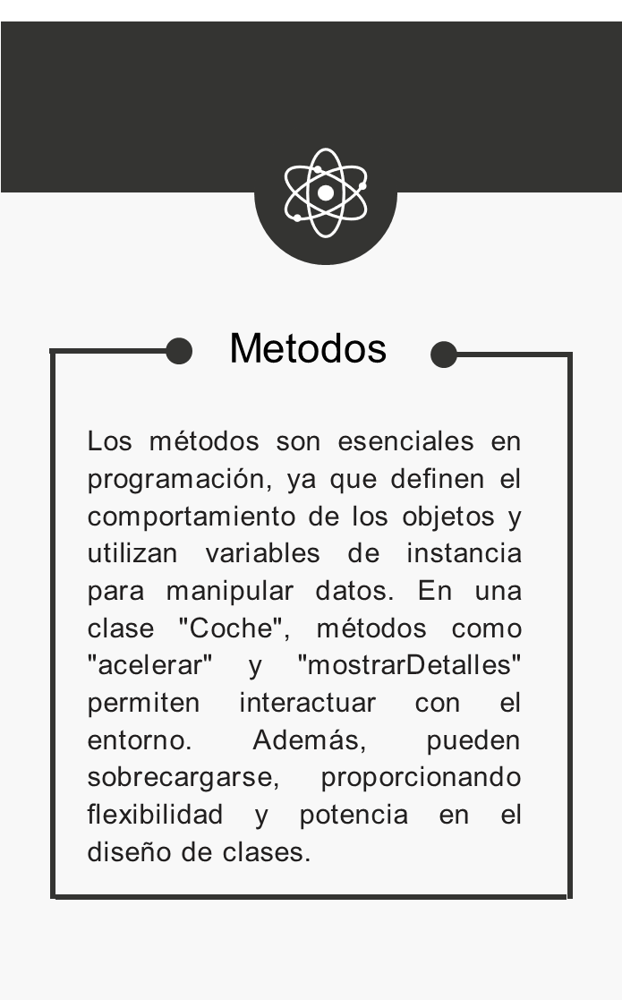 Metodos
Los métodos son esenciales en
programación, ya que definen el
comportamiento de los objetos y
utilizan variables de instancia
para manipular datos. En una
clase "Coche", métodos como
"acelerar" y "mostrarDetalles"
permiten interactuar con el
entorno. Además, pueden
sobrecargarse, proporcionando
flexibilidad y potencia en el
diseño de clases.